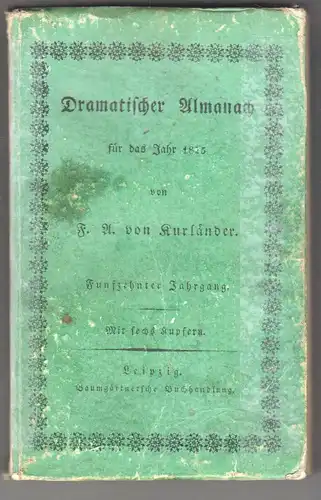 Dramatischer Almanach
für das Jahr 1825
von
F. A. von Kurländer.
Funfzehnter Jahrgang.
Mit sechs Kupfern.
Leipzig.
Baumgärtnersche Buchhandlung.